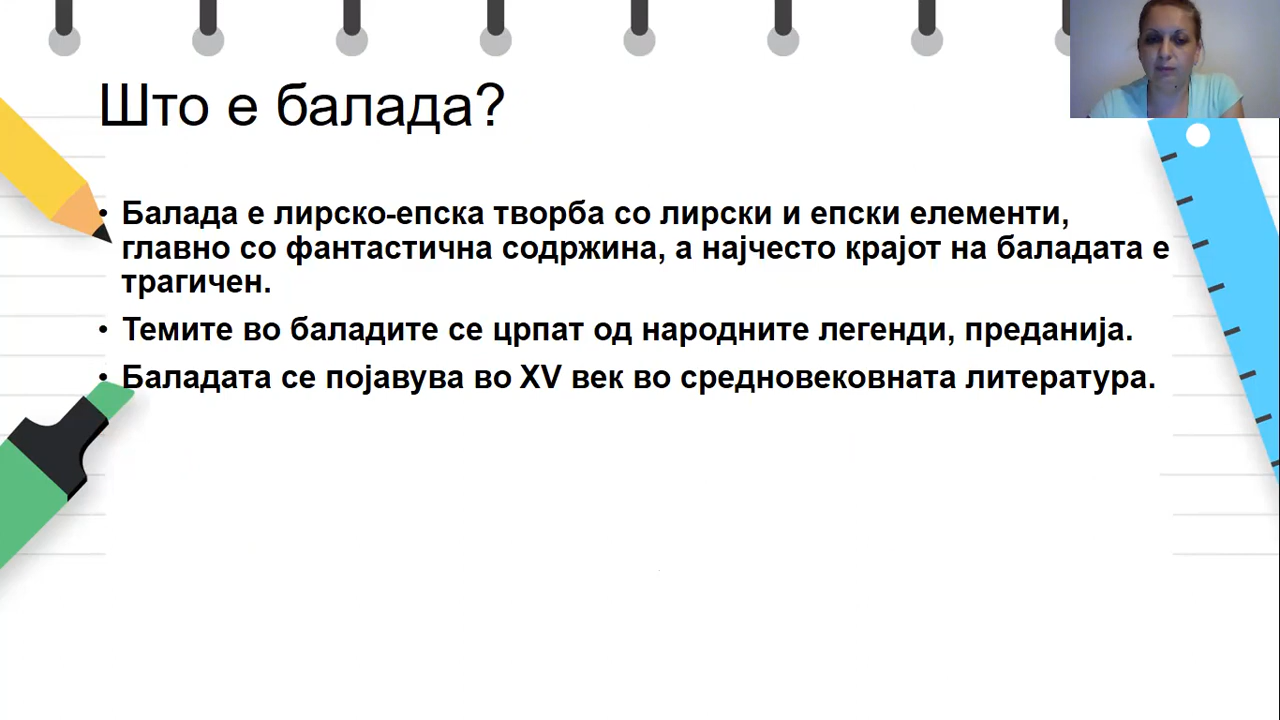 Што е балада?
• Балада е лирско-епска творба со лирски и епски елементи,
главно со фантастична содржина, а најчесто крајот на баладата е
трагичен.
• Темите во баладите се црпат од народните легенди, преданија.
• Баладата се појавува во XV век во средновековната литература.